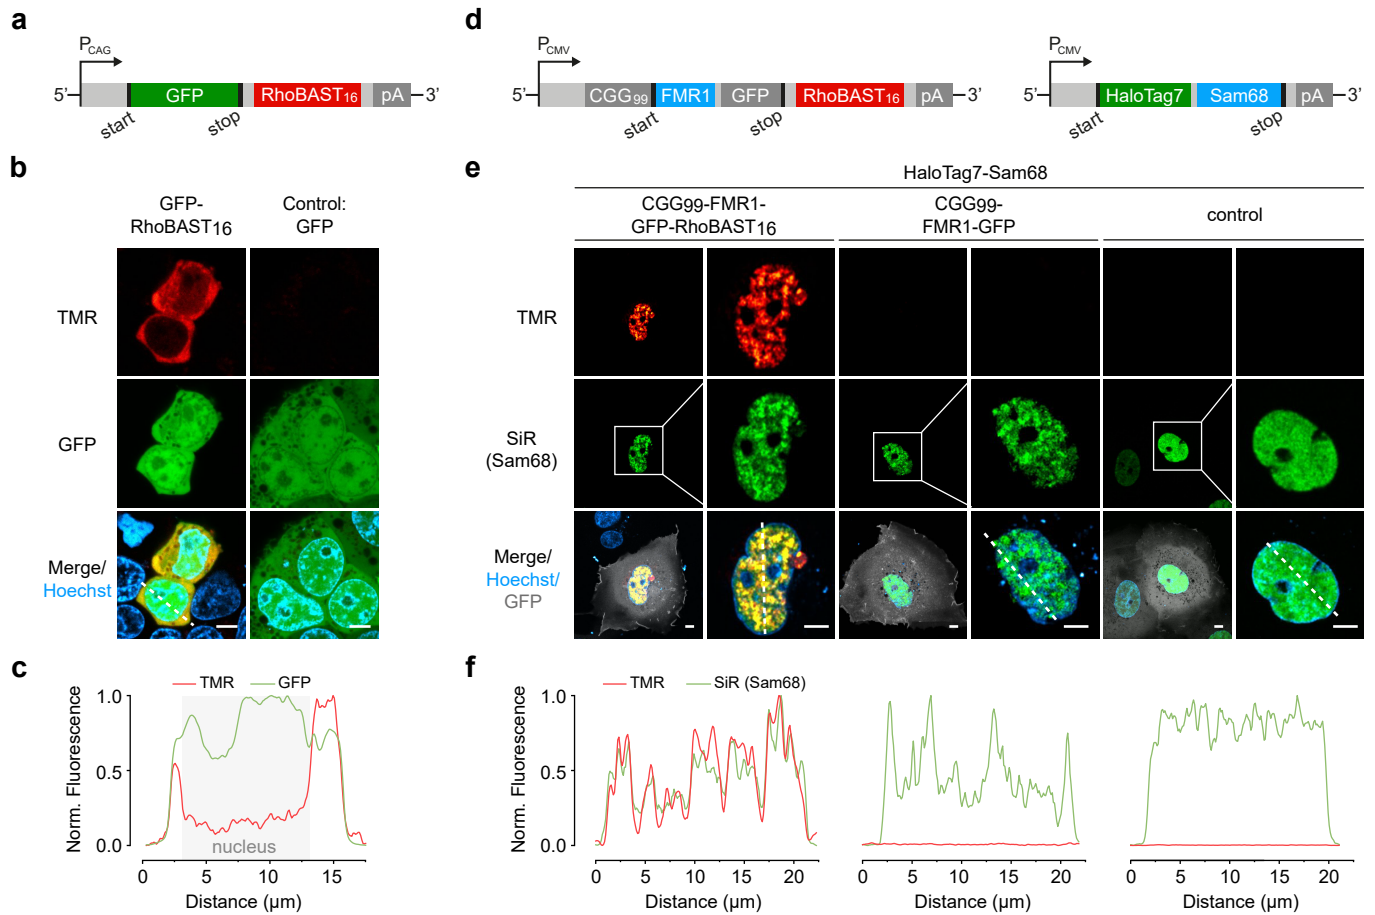 a
P_CAG
5’
GFP
RhoBAST16
pA
3’
start
stop
d
P_CMV
5’
CGG99
FMR1
GFP
RhoBAST16
pA
3’
start
stop
P_CMV
5’
HaloTag7
Sam68
pA
3’
start
stop
b
GFP-
RhoBAST16
Control:
GFP
TMR
GFP
Merge/
Hoechst
e
HaloTag7-Sam68
CGG99-FMR1-
GFP-RhoBAST16
CGG99-
FMR1-GFP
control
TMR
SiR
(Sam68)
Merge/
Hoechst/
GFP
c
TMR GFP
Norm. Fluorescence
1.0
0.5
0.0
nucleus
0 5 10 15
Distance (µm)
f
TMR SiR (Sam68)
Norm. Fluorescence
1.0
0.5
0.0
0 5 10 15 20
Distance (µm)
0 5 10 15 20
Distance (µm)
0 5 10 15 20
Distance (µm)